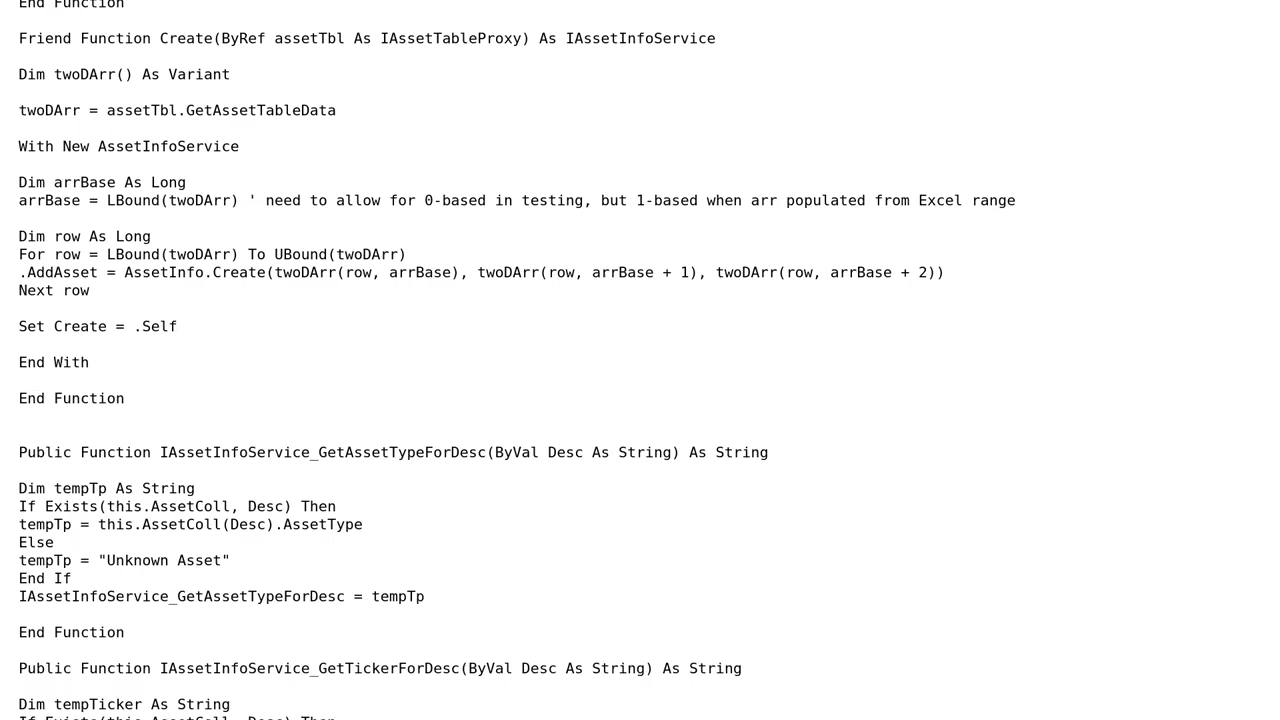 End Function
Friend Function Create(ByRef assetTbl As IAssetTableProxy) As IAssetInfoService
Dim twoDArr() As Variant
twoDArr = assetTbl.GetAssetTableData
With New AssetInfoService
Dim arrBase As Long
arrBase = LBound(twoDArr) ' need to allow for 0-based in testing, but 1-based when arr populated from Excel range
Dim row As Long
For row = LBound(twoDArr) To UBound(twoDArr)
.AddAsset = AssetInfo.Create(twoDArr(row, arrBase), twoDArr(row, arrBase + 1), twoDArr(row, arrBase + 2))
Next row
Set Create = .Self
End With
End Function
Public Function IAssetInfoService_GetAssetTypeForDesc(ByVal Desc As String) As String
Dim tempTp As String
If Exists(this.AssetColl, Desc) Then
tempTp = this.AssetColl(Desc).AssetType
Else
tempTp = "Unknown Asset"
End If
IAssetInfoService_GetAssetTypeForDesc = tempTp
End Function
Public Function IAssetInfoService_GetTickerForDesc(ByVal Desc As String) As String
Dim tempTicker As String
If Exists(this.AssetColl, Desc) Then